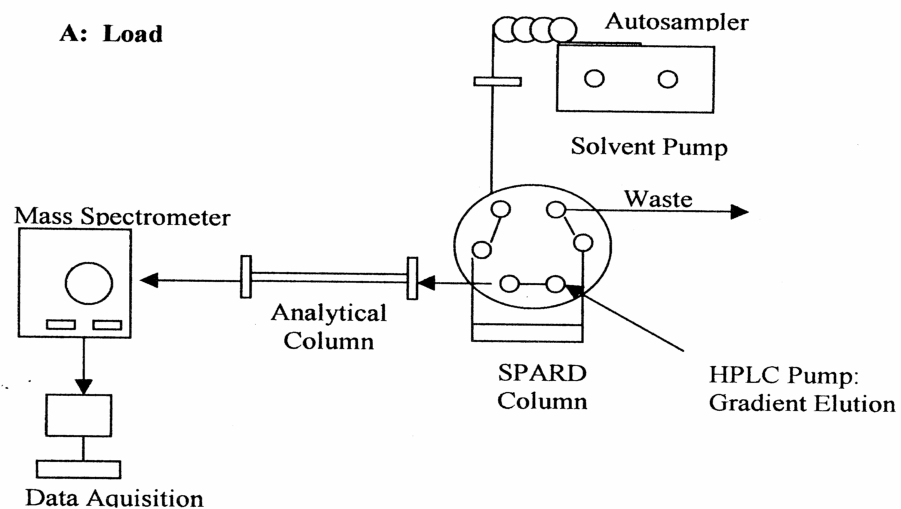 A: Load
Autosampler
Solvent Pump
Waste
Mass Spectrometer
Analytical
Column
SPARD
Column
HPLC Pump:
Gradient Elution
Data Aquisition